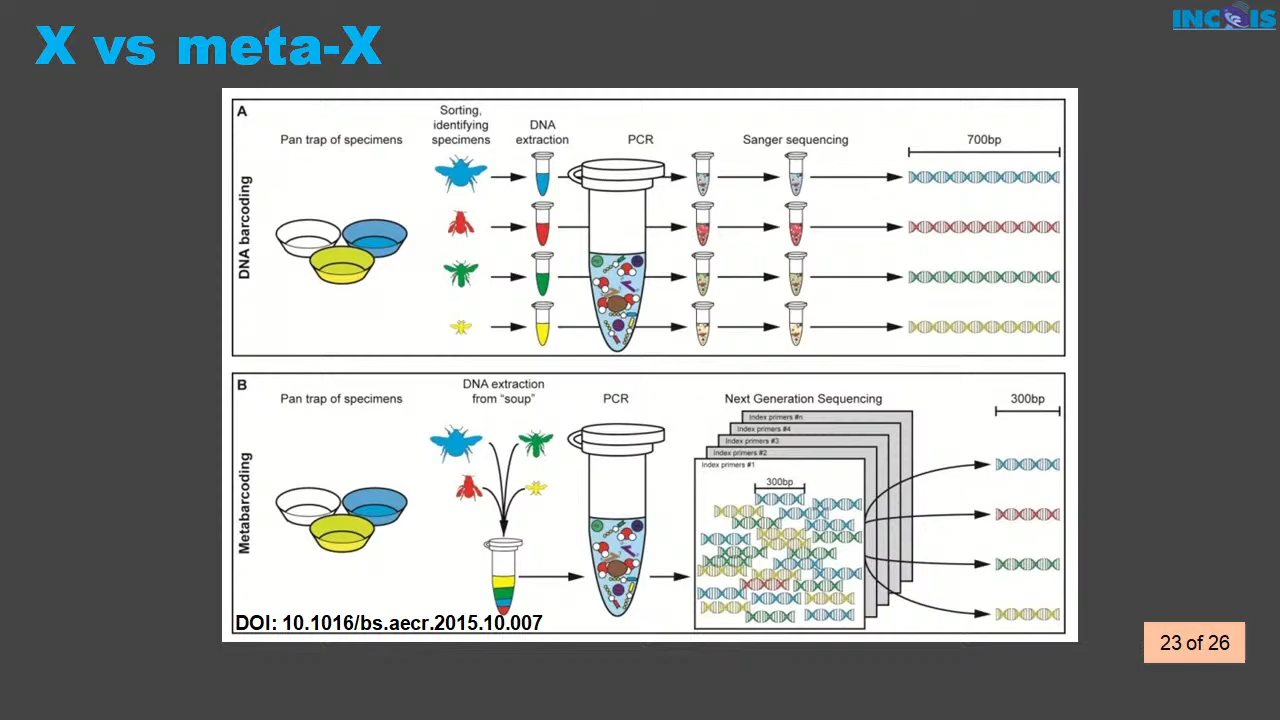 X vs meta-X
INCOIS
A
Sorting,
identifying
specimens
DNA
extraction
Pan trap of specimens
PCR
Sanger sequencing
700bp
DNA barcoding
B
DNA extraction
from “soup”
Pan trap of specimens
PCR
Next Generation Sequencing
300bp
Index primers #n
Index primers #4
Index primers #3
Index primers #2
Index primers #1
300bp
Metabarcoding
DOI: 10.1016/bs.aecr.2015.10.007
23 of 26